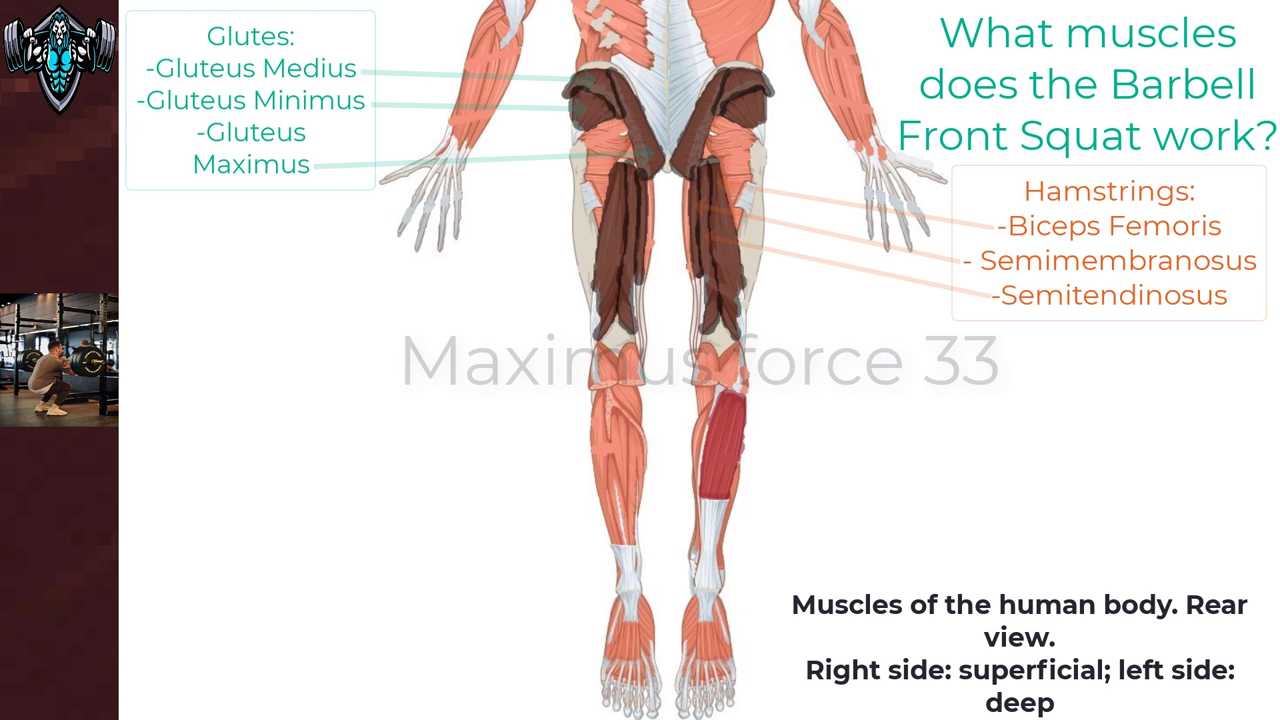 Glutes:
-Gluteus Medius
-Gluteus Minimus
-Gluteus
Maximus
What muscles
does the Barbell
Front Squat work?
Hamstrings:
-Biceps Femoris
- Semimembranosus
-Semitendinosus
Maximus force 33
Muscles of the human body. Rear
view.
Right side: superficial; left side:
deep